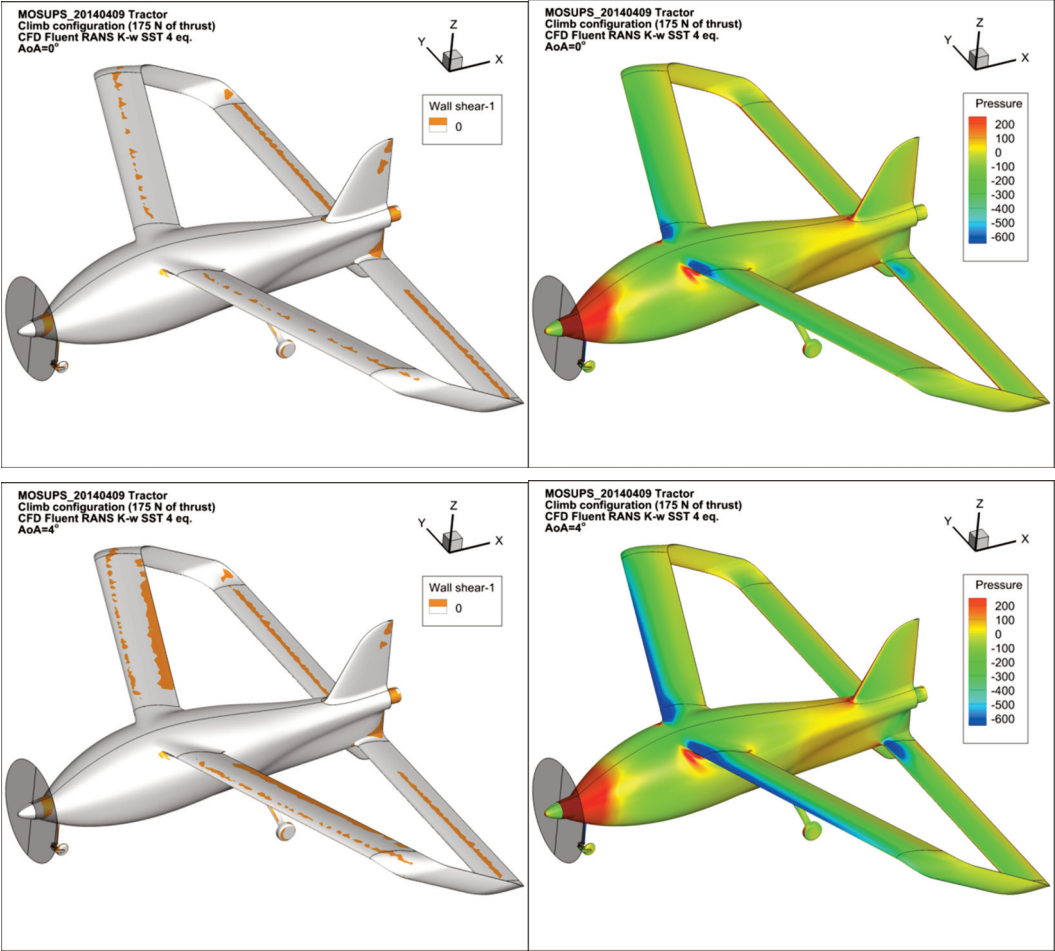 MOSUPS_20140409 Tractor
Climb configuration (175 N of thrust)
CFD Fluent RANS K-w SST 4 eq.
AoA=0°
Z
Y
X
Wall shear-1
0
MOSUPS_20140409 Tractor
Climb configuration (175 N of thrust)
CFD Fluent RANS K-w SST 4 eq.
AoA=0°
Z
Y
X
Pressure
200
100
0
-100
-200
-300
-400
-500
-600
MOSUPS_20140409 Tractor
Climb configuration (175 N of thrust)
CFD Fluent RANS K-w SST 4 eq.
AoA=4°
Z
Y
X
Wall shear-1
0
MOSUPS_20140409 Tractor
Climb configuration (175 N of thrust)
CFD Fluent RANS K-w SST 4 eq.
AoA=4°
Z
Y
X
Pressure
200
100
0
-100
-200
-300
-400
-500
-600